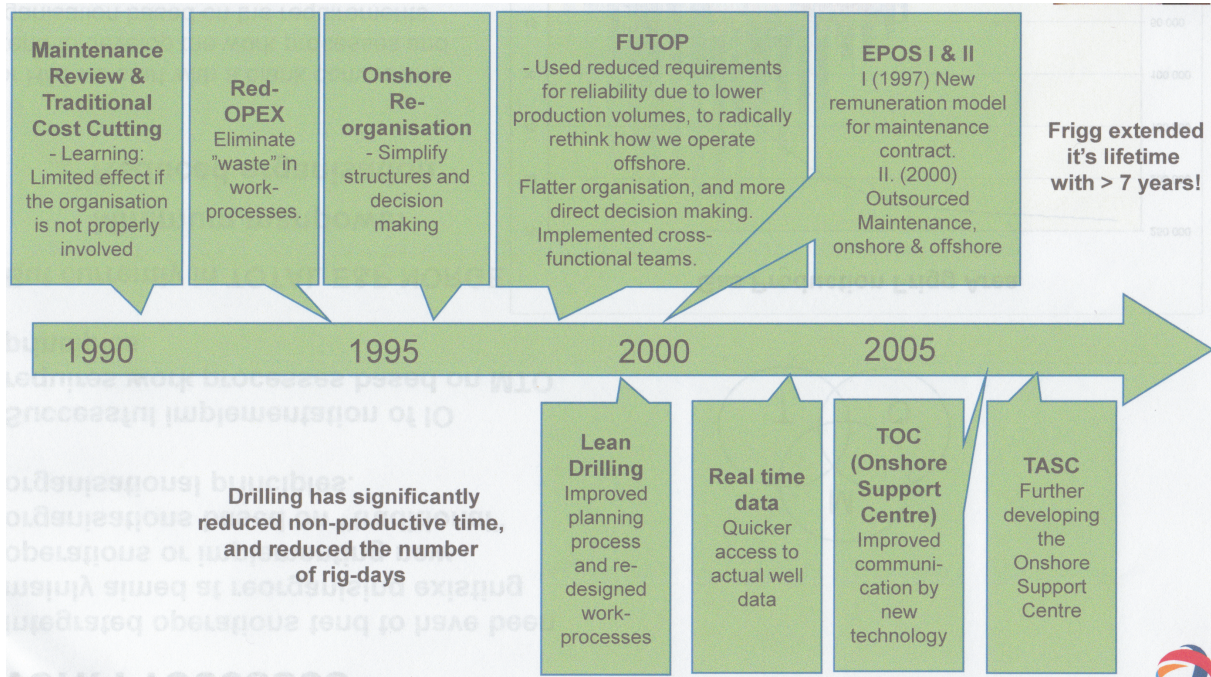 Maintenance
Review &
Traditional
Cost Cutting
- Learning:
Limited effect if
the organisation
is not properly
involved
Red-
OPEX
Eliminate
"waste" in
work-
processes.
Onshore
Re-
organisation
- Simplify
structures and
decision
making
FUTOP
- Used reduced requirements
for reliability due to lower
production volumes, to radically
rethink how we operate
offshore.
Flatter organisation, and more
direct decision making.
Implemented cross-
functional teams.
EPOS I & II
I (1997) New
remuneration model
for maintenance
contract.
II. (2000)
Outsourced
Maintenance,
onshore & offshore
Frigg extended
it's lifetime
with > 7 years!
1990
1995
2000
2005
Drilling has significantly
reduced non-productive time,
and reduced the number
of rig-days
Lean
Drilling
Improved
planning
process
and re-
designed
work-
processes
Real time
data
Quicker
access to
actual well
data
TOC
(Onshore
Support
Centre)
Improved
communi-
cation by
new
technology
TASC
Further
developing
the
Onshore
Support
Centre